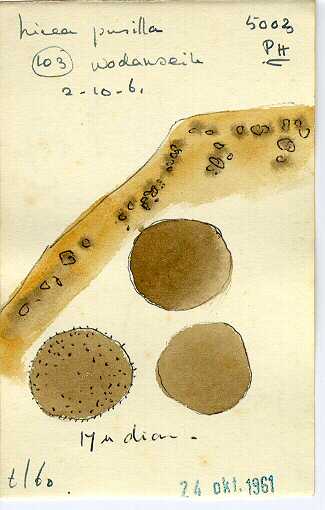 Licea pusilla
5003
PH
103 Wodanseik
2-10-61
17 µ diam.
t/60.
24 okt. 1961